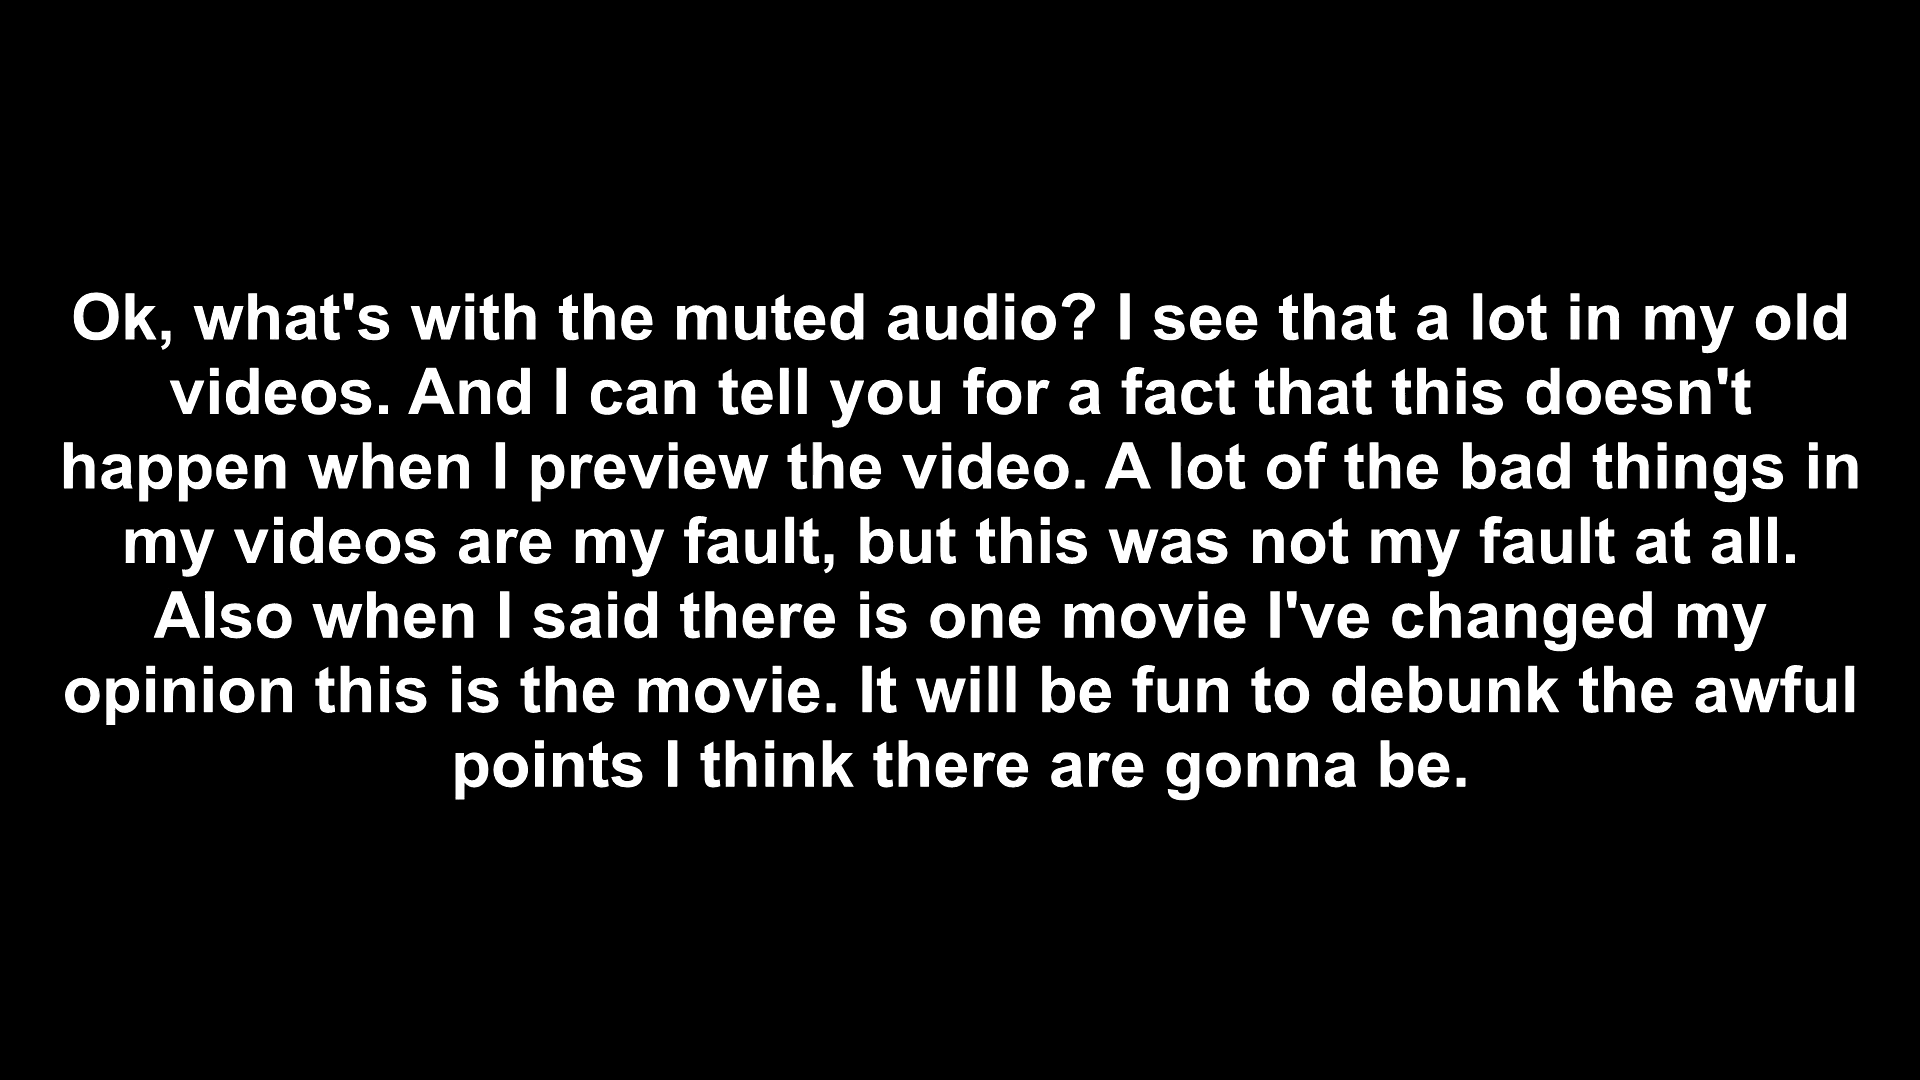 Ok, what's with the muted audio? I see that a lot in my old
videos. And I can tell you for a fact that this doesn't
happen when I preview the video. A lot of the bad things in
my videos are my fault, but this was not my fault at all.
Also when I said there is one movie I've changed my
opinion this is the movie. It will be fun to debunk the awful
points I think there are gonna be.